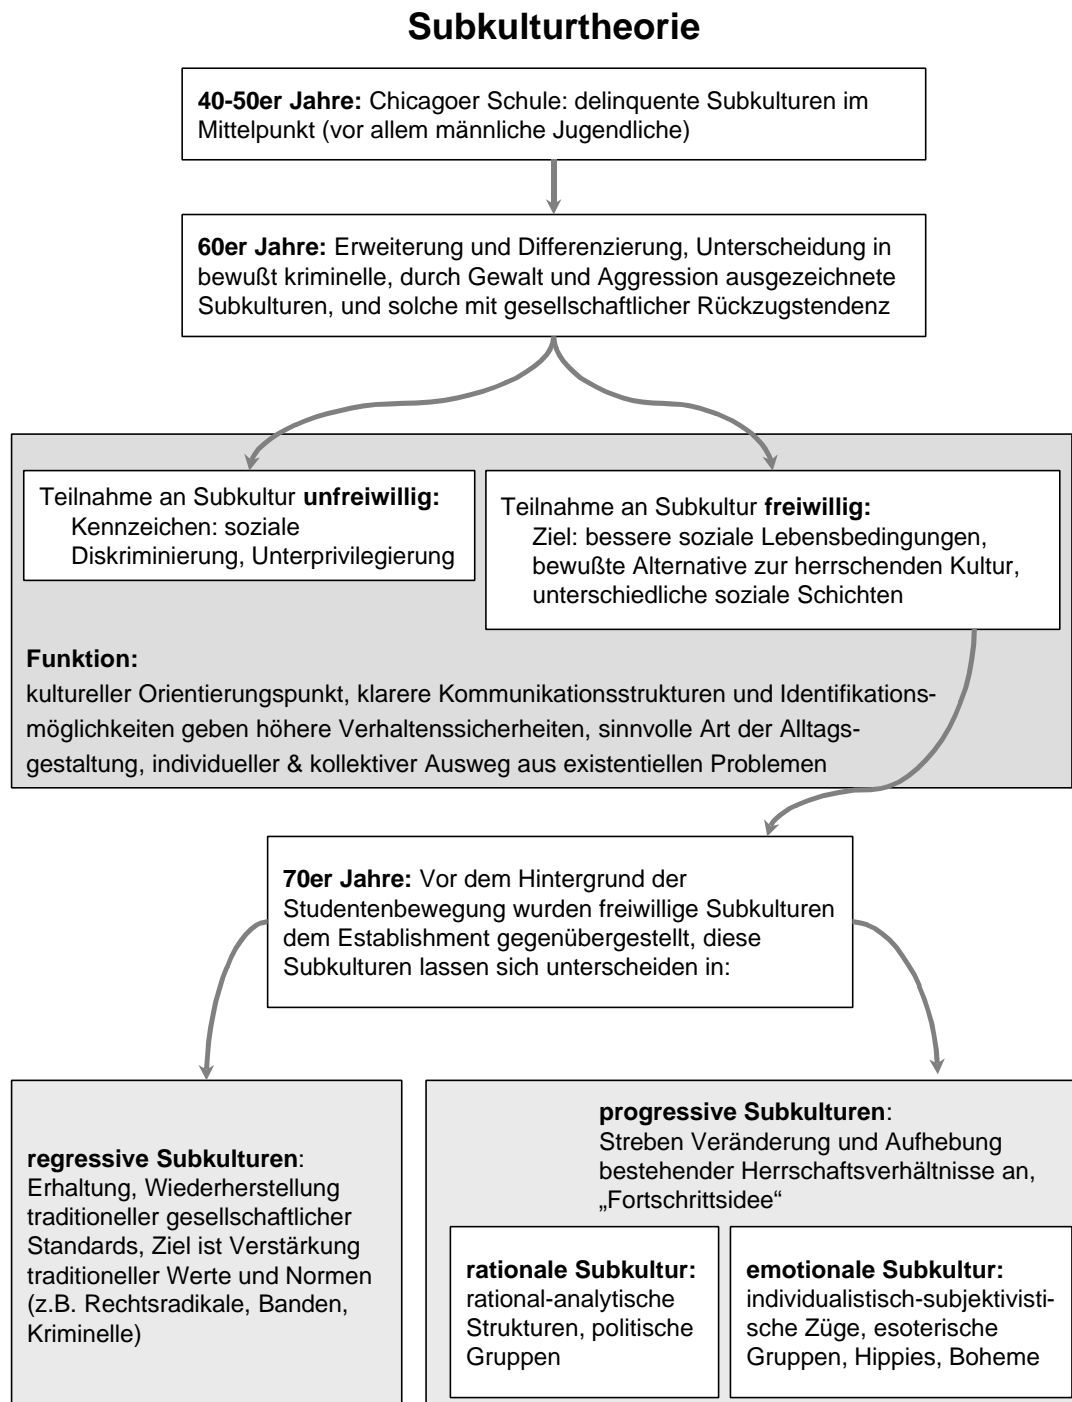 Subkulturtheorie
40-50er Jahre: Chicagoer Schule: delinquente Subkulturen im
Mittelpunkt (vor allem männliche Jugendliche)
60er Jahre: Erweiterung und Differenzierung, Unterscheidung in
bewußt kriminelle, durch Gewalt und Aggression ausgezeichnete
Subkulturen, und solche mit gesellschaftlicher Rückzugstendenz
Teilnahme an Subkultur unfreiwillig:
Kennzeichen: soziale
Diskriminierung, Unterprivilegierung
Teilnahme an Subkultur freiwillig:
Ziel: bessere soziale Lebensbedingungen,
bewußte Alternative zur herrschenden Kultur,
unterschiedliche soziale Schichten
Funktion:
kultureller Orientierungspunkt, klarere Kommunikationsstrukturen und Identifikations-
möglichkeiten geben höhere Verhaltenssicherheiten, sinnvolle Art der Alltags-
gestaltung, individueller & kollektiver Ausweg aus existentiellen Problemen
70er Jahre: Vor dem Hintergrund der
Studentenbewegung wurden freiwillige Subkulturen
dem Establishment gegenübergestellt, diese
Subkulturen lassen sich unterscheiden in:
regressive Subkulturen:
Erhaltung, Wiederherstellung
traditioneller gesellschaftlicher
Standards, Ziel ist Verstärkung
traditioneller Werte und Normen
(z.B. Rechtsradikale, Banden,
Kriminelle)
progressive Subkulturen:
Streben Veränderung und Aufhebung
bestehender Herrschaftsverhältnisse an,
„Fortschrittsidee“
rationale Subkultur:
rational-analytische
Strukturen, politische
Gruppen
emotionale Subkultur:
individualistisch-subjektivisti-
sche Züge, esoterische
Gruppen, Hippies, Boheme